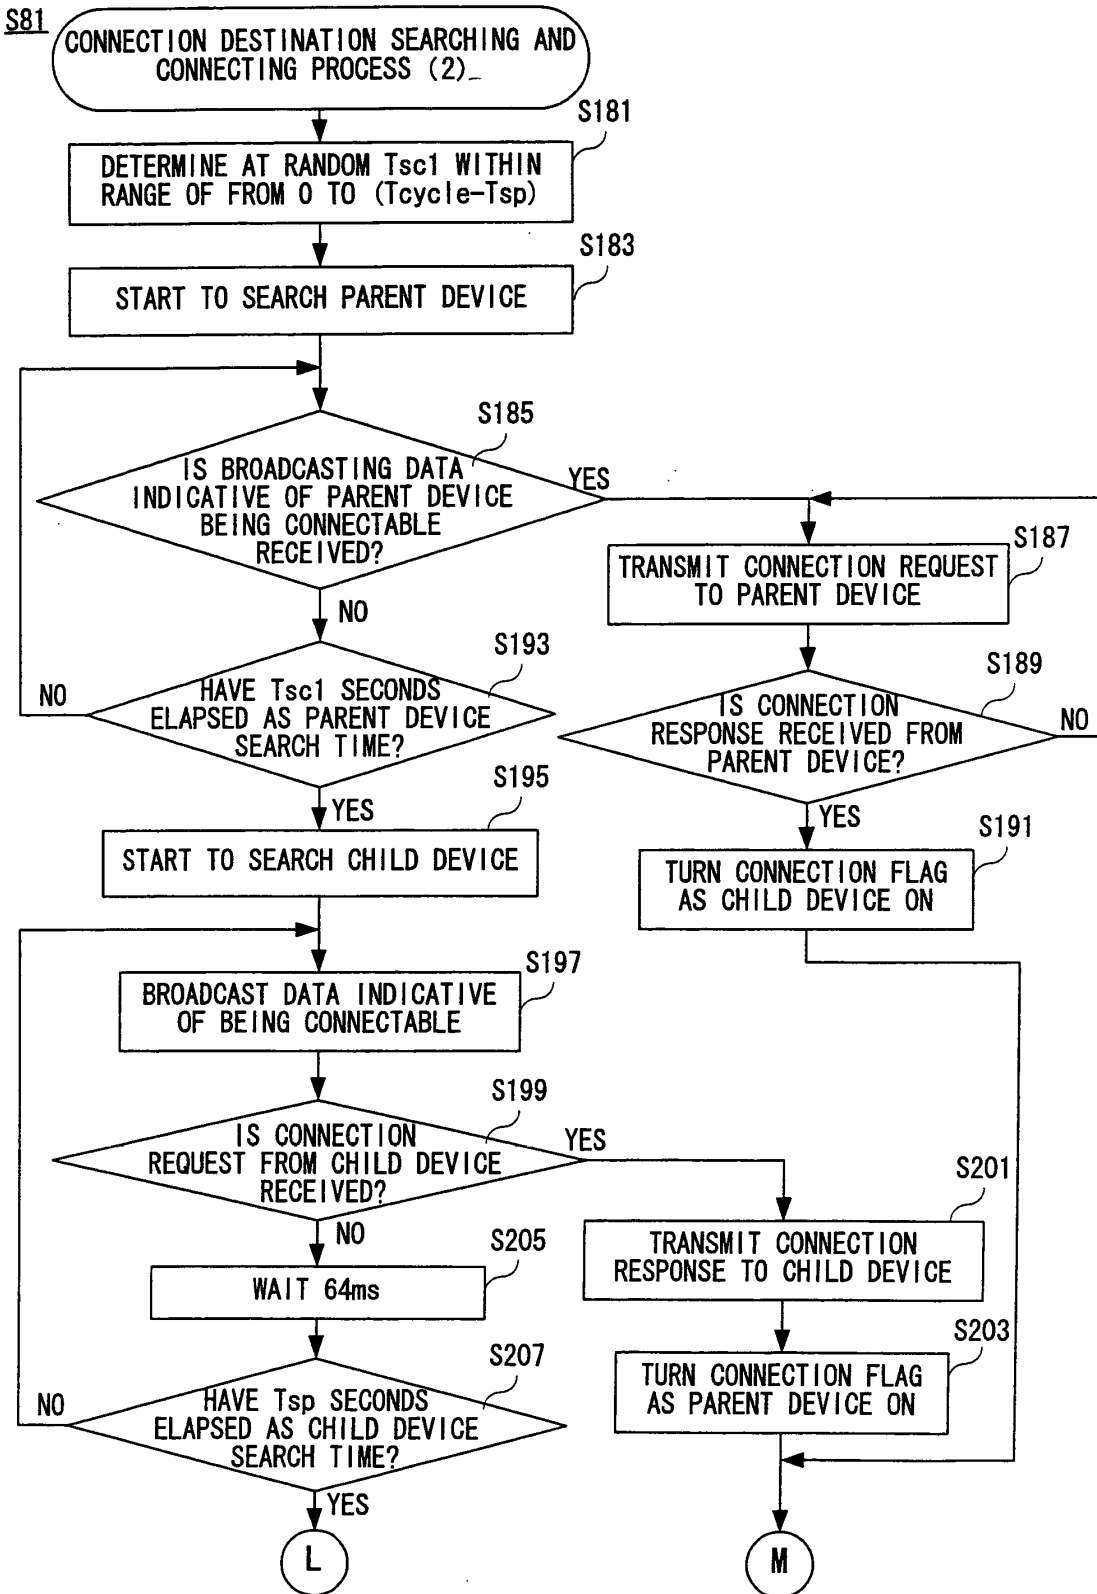 S81
CONNECTION DESTINATION SEARCHING AND
CONNECTING PROCESS (2)
S181
DETERMINE AT RANDOM Tsc1 WITHIN
RANGE OF FROM 0 TO (Tcycle-Tsp)
S183
START TO SEARCH PARENT DEVICE
S185
IS BROADCASTING DATA
INDICATIVE OF PARENT DEVICE
BEING CONNECTABLE
RECEIVED?
YES
NO
S187
TRANSMIT CONNECTION REQUEST
TO PARENT DEVICE
S189
IS CONNECTION
RESPONSE RECEIVED FROM
PARENT DEVICE?
NO
YES
S191
TURN CONNECTION FLAG
AS CHILD DEVICE ON
S193
HAVE Tsc1 SECONDS
ELAPSED AS PARENT DEVICE
SEARCH TIME?
NO
YES
S195
START TO SEARCH CHILD DEVICE
S197
BROADCAST DATA INDICATIVE
OF BEING CONNECTABLE
S199
IS CONNECTION
REQUEST FROM CHILD DEVICE
RECEIVED?
YES
NO
S201
TRANSMIT CONNECTION
RESPONSE TO CHILD DEVICE
S203
TURN CONNECTION FLAG
AS PARENT DEVICE ON
S205
WAIT 64ms
S207
HAVE Tsp SECONDS
ELAPSED AS CHILD DEVICE
SEARCH TIME?
NO
YES
L
M